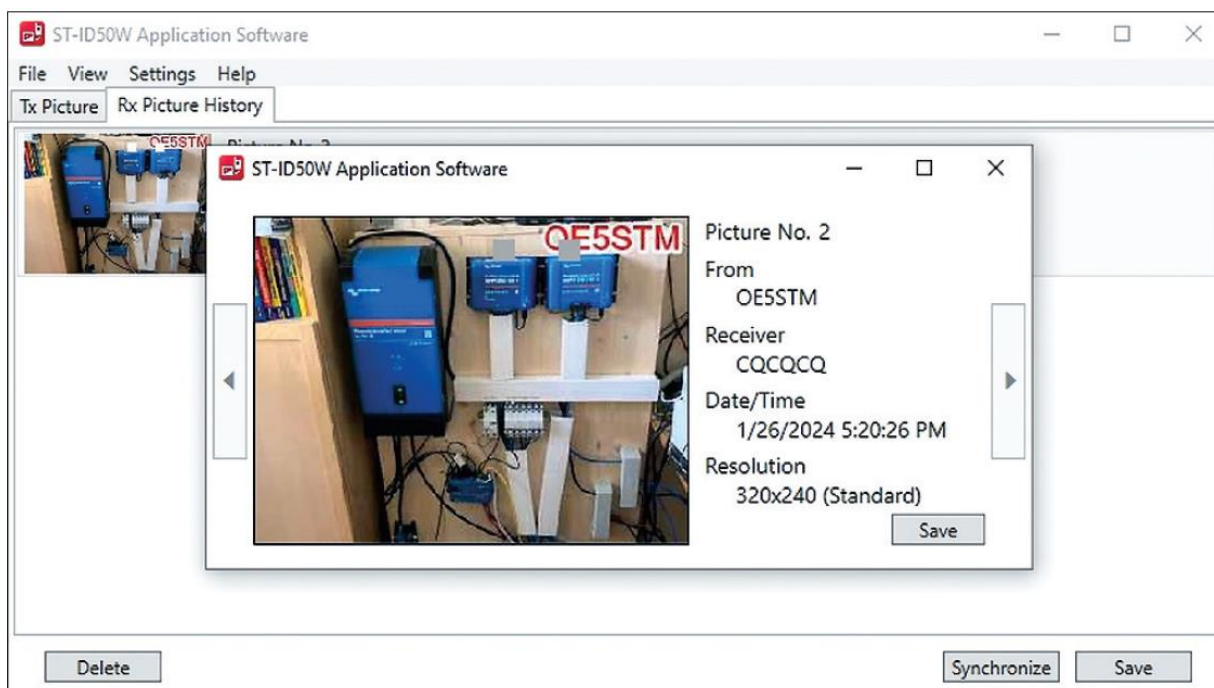 ST-ID50W Application Software
File View Settings Help
Tx Picture Rx Picture History
OE5STM
ST-ID50W Application Software
OE5STM
Picture No. 2
From
OE5STM
Receiver
CQCQCQ
Date/Time
1/26/2024 5:20:26 PM
Resolution
320x240 (Standard)
Save
Delete
Synchronize
Save